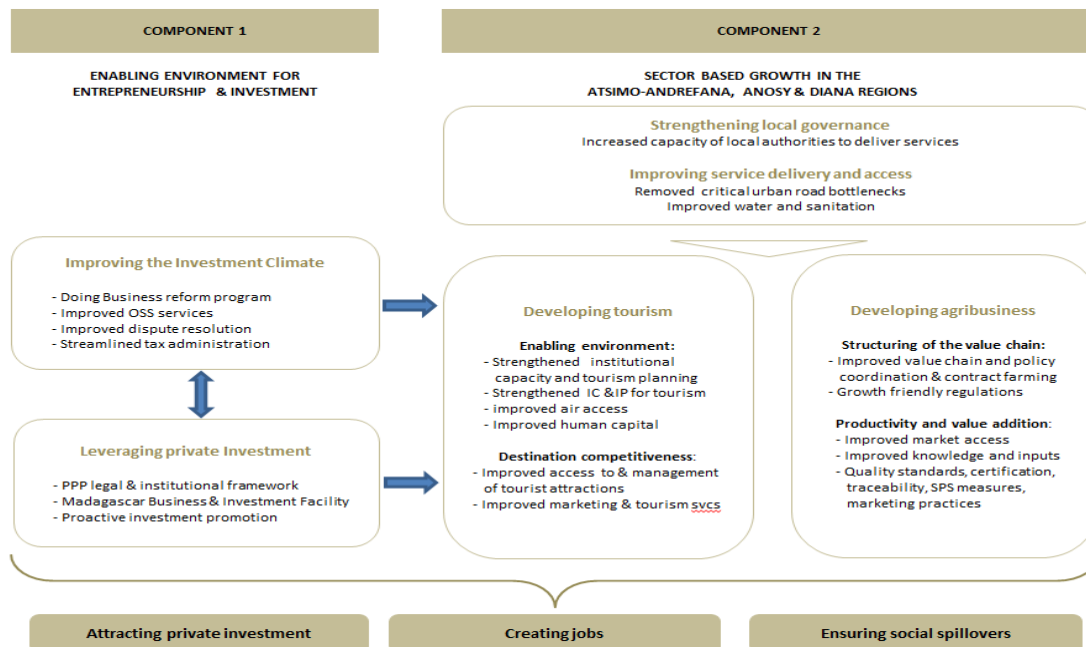 COMPONENT 1
ENABLING ENVIRONMENT FOR
ENTREPRENEURSHIP & INVESTMENT
Improving the Investment Climate
- Doing Business reform program
- Improved OSS services
- Improved dispute resolution
- Streamlined tax administration
Leveraging private Investment
- PPP legal & institutional framework
- Madagascar Business & Investment Facility
- Proactive investment promotion
COMPONENT 2
SECTOR BASED GROWTH IN THE
ATSIMO-ANDREFANA, ANOSY & DIANA REGIONS
Strengthening local governance
Increased capacity of local authorities to deliver services
Improving service delivery and access
Removed critical urban road bottlenecks
Improved water and sanitation
Developing tourism
Enabling environment:
- Strengthened institutional
capacity and tourism planning
- Strengthened IC &IP for tourism
- improved air access
- Improved human capital
Destination competitiveness:
- Improved access to & management
of tourist attractions
- Improved marketing & tourism svcs
Developing agribusiness
Structuring of the value chain:
- Improved value chain and policy
coordination & contract farming
- Growth friendly regulations
Productivity and value addition:
- Improved market access
- Improved knowledge and inputs
- Quality standards, certification,
traceability, SPS measures,
marketing practices
Attracting private investment
Creating jobs
Ensuring social spillovers